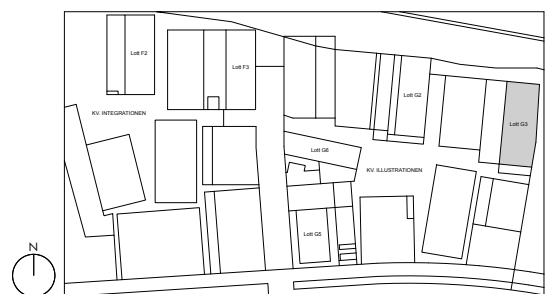 Lott F2
Lott F3
Lott G2
Lott G3
KV. INTEGRATIONEN
Lott G6
KV. ILLUSTRATIONEN
Lott G5
N